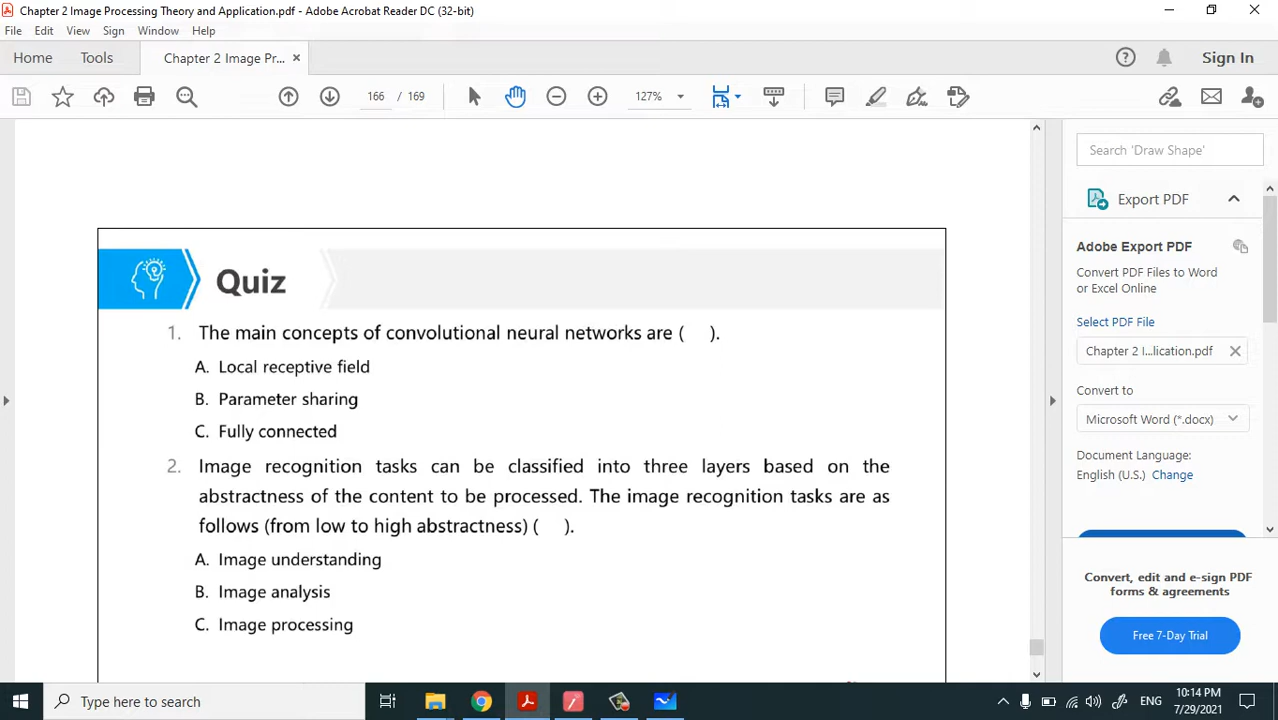 Chapter 2 Image Processing Theory and Application.pdf - Adobe Acrobat Reader DC (32-bit)
File Edit View Sign Window Help
Home Tools Chapter 2 Image Pr... × Sign In
166 / 169 127%
Search 'Draw Shape'
Export PDF
Adobe Export PDF
Convert PDF Files to Word
or Excel Online
Select PDF File
Chapter 2 I...lication.pdf
Convert to
Microsoft Word (*.docx)
Document Language:
English (U.S.) Change
Convert, edit and e-sign PDF
forms & agreements
Free 7-Day Trial
Quiz
1. The main concepts of convolutional neural networks are ( ).
A. Local receptive field
B. Parameter sharing
C. Fully connected
2. Image recognition tasks can be classified into three layers based on the
abstractness of the content to be processed. The image recognition tasks are as
follows (from low to high abstractness) ( ).
A. Image understanding
B. Image analysis
C. Image processing
Type here to search
ENG
10:14 PM
7/29/2021